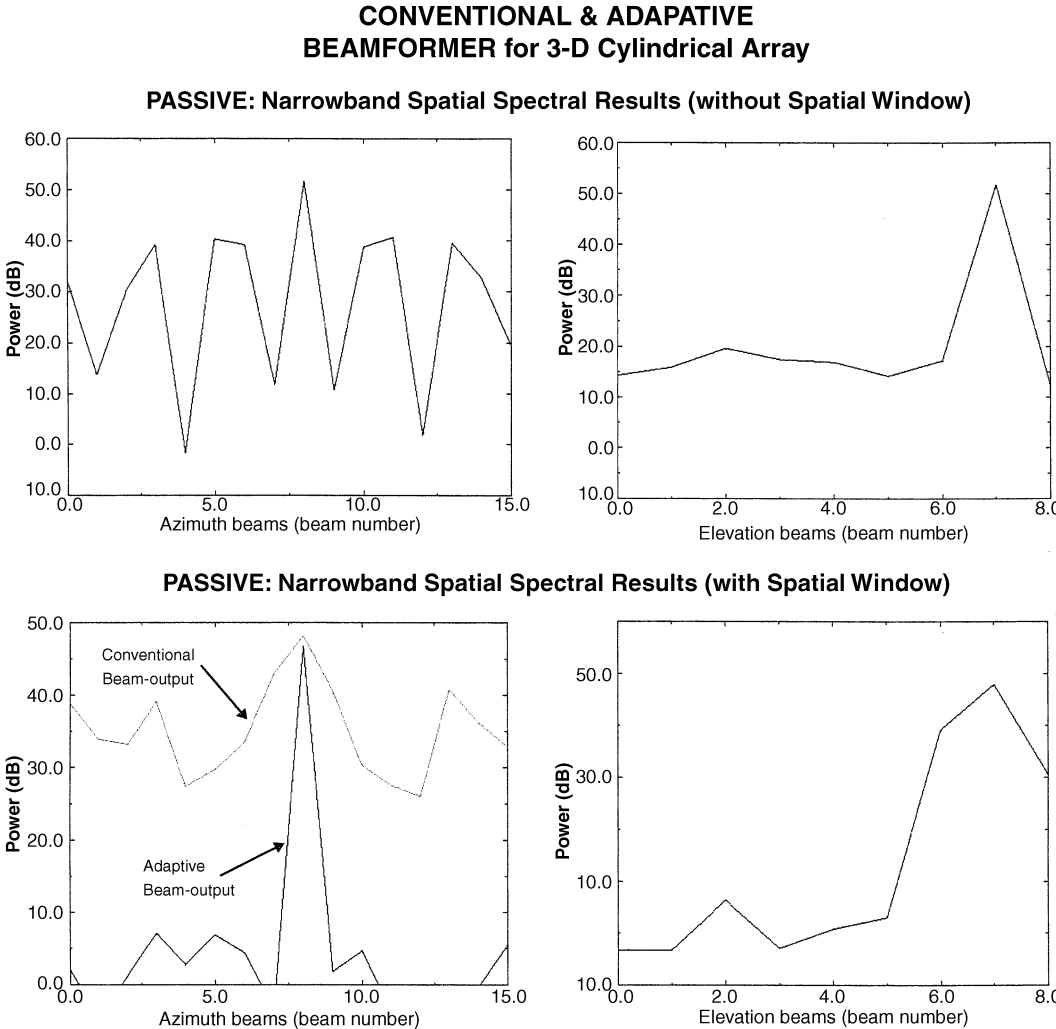 CONVENTIONAL & ADAPATIVE
BEAMFORMER for 3-D Cylindrical Array
PASSIVE: Narrowband Spatial Spectral Results (without Spatial Window)
60.0
50.0
40.0
30.0
20.0
10.0
0.0
10.0
Power (dB)
0.0
5.0
10.0
15.0
Azimuth beams (beam number)
60.0
50.0
40.0
30.0
20.0
10.0
0.0
10.0
Power (dB)
0.0
2.0
4.0
6.0
8.0
Elevation beams (beam number)
PASSIVE: Narrowband Spatial Spectral Results (with Spatial Window)
50.0
40.0
30.0
20.0
10.0
0.0
Power (dB)
Conventional
Beam-output
Adaptive
Beam-output
0.0
5.0
10.0
15.0
Azimuth beams (beam number)
50.0
30.0
10.0
10.0
Power (dB)
0.0
2.0
4.0
6.0
8.0
Elevation beams (beam number)